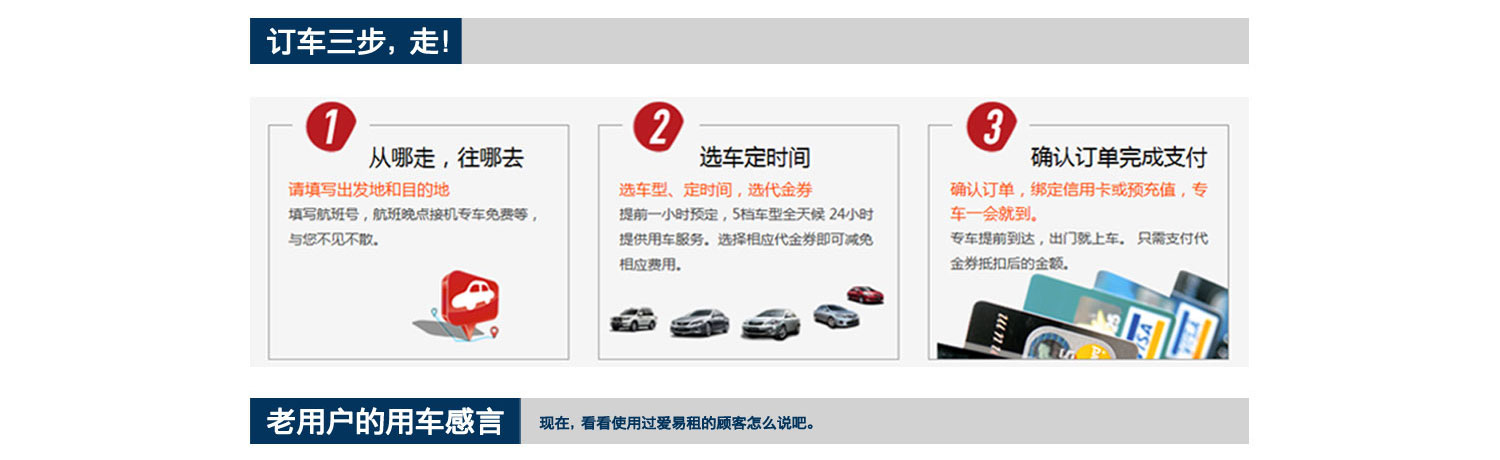 订车三步，走！
1
从哪走，往哪去
请填写出发地和目的地
填写航班号，航班晚点接机专车免费等，
与您不见不散。
2
选车定时间
选车型、定时间，选代金券
提前一小时预定，5档车型全天候 24小时
提供用车服务。选择相应代金券即可减免
相应费用。
3
确认订单完成支付
确认订单，绑定信用卡或预充值，专
车一会就到。
专车提前到达，出门就上车。 只需支付代
金券抵扣后的金额。
VISA
VISA
老用户的用车感言
现在，看看使用过爱易租的顾客怎么说吧。